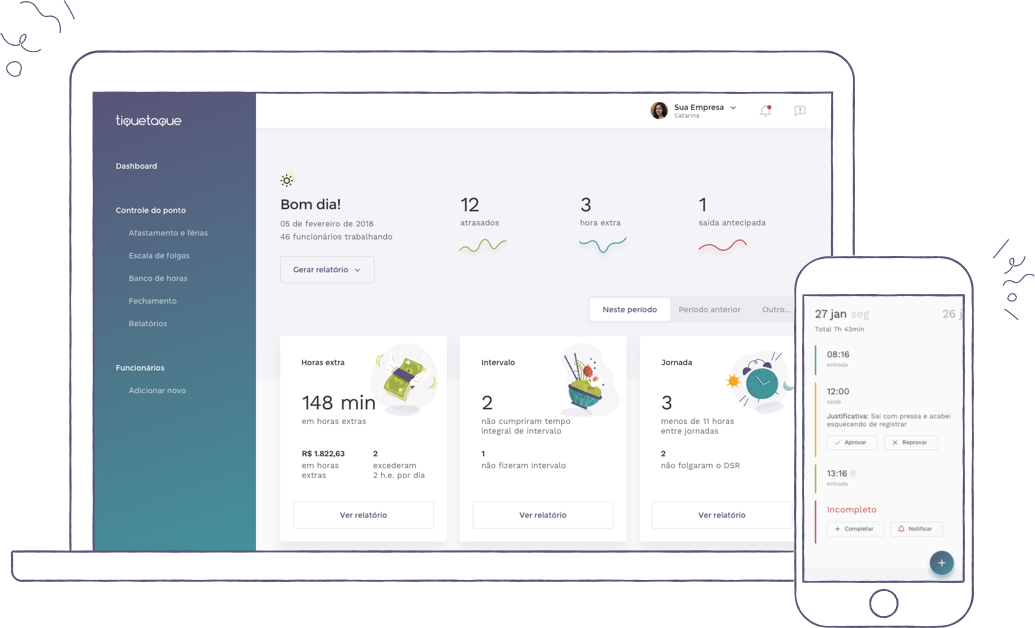 tiquetaque
Dashboard
Controle do ponto
Afastamento e férias
Escala de folgas
Banco de horas
Fechamento
Relatórios
Funcionários
Adicionar novo
Sua Empresa
Catarina
?
Bom dia!
05 de fevereiro de 2018
46 funcionários trabalhando
Gerar relatório
12
atrasados
3
hora extra
1
saída antecipada
Neste período
Período anterior
Outro...
Horas extra
148 min
em horas extras
R$ 1.822,63
em horas
extras
2
excederam
2 h.e. por dia
Ver relatório
Intervalo
2
não cumpriram tempo
integral de intervalo
1
não fizeram intervalo
Ver relatório
Jornada
3
menos de 11 horas
entre jornadas
2
não folgaram o DSR
Ver relatório
27 jan seg
26 j
Total 7h 43min
08:16
entrada
12:00
saída
Justificativa: Saí com pressa e acabei
esquecendo de registrar
Aprovar
Reprovar
13:16
entrada
Incompleto
+ Completar
Notificar
+